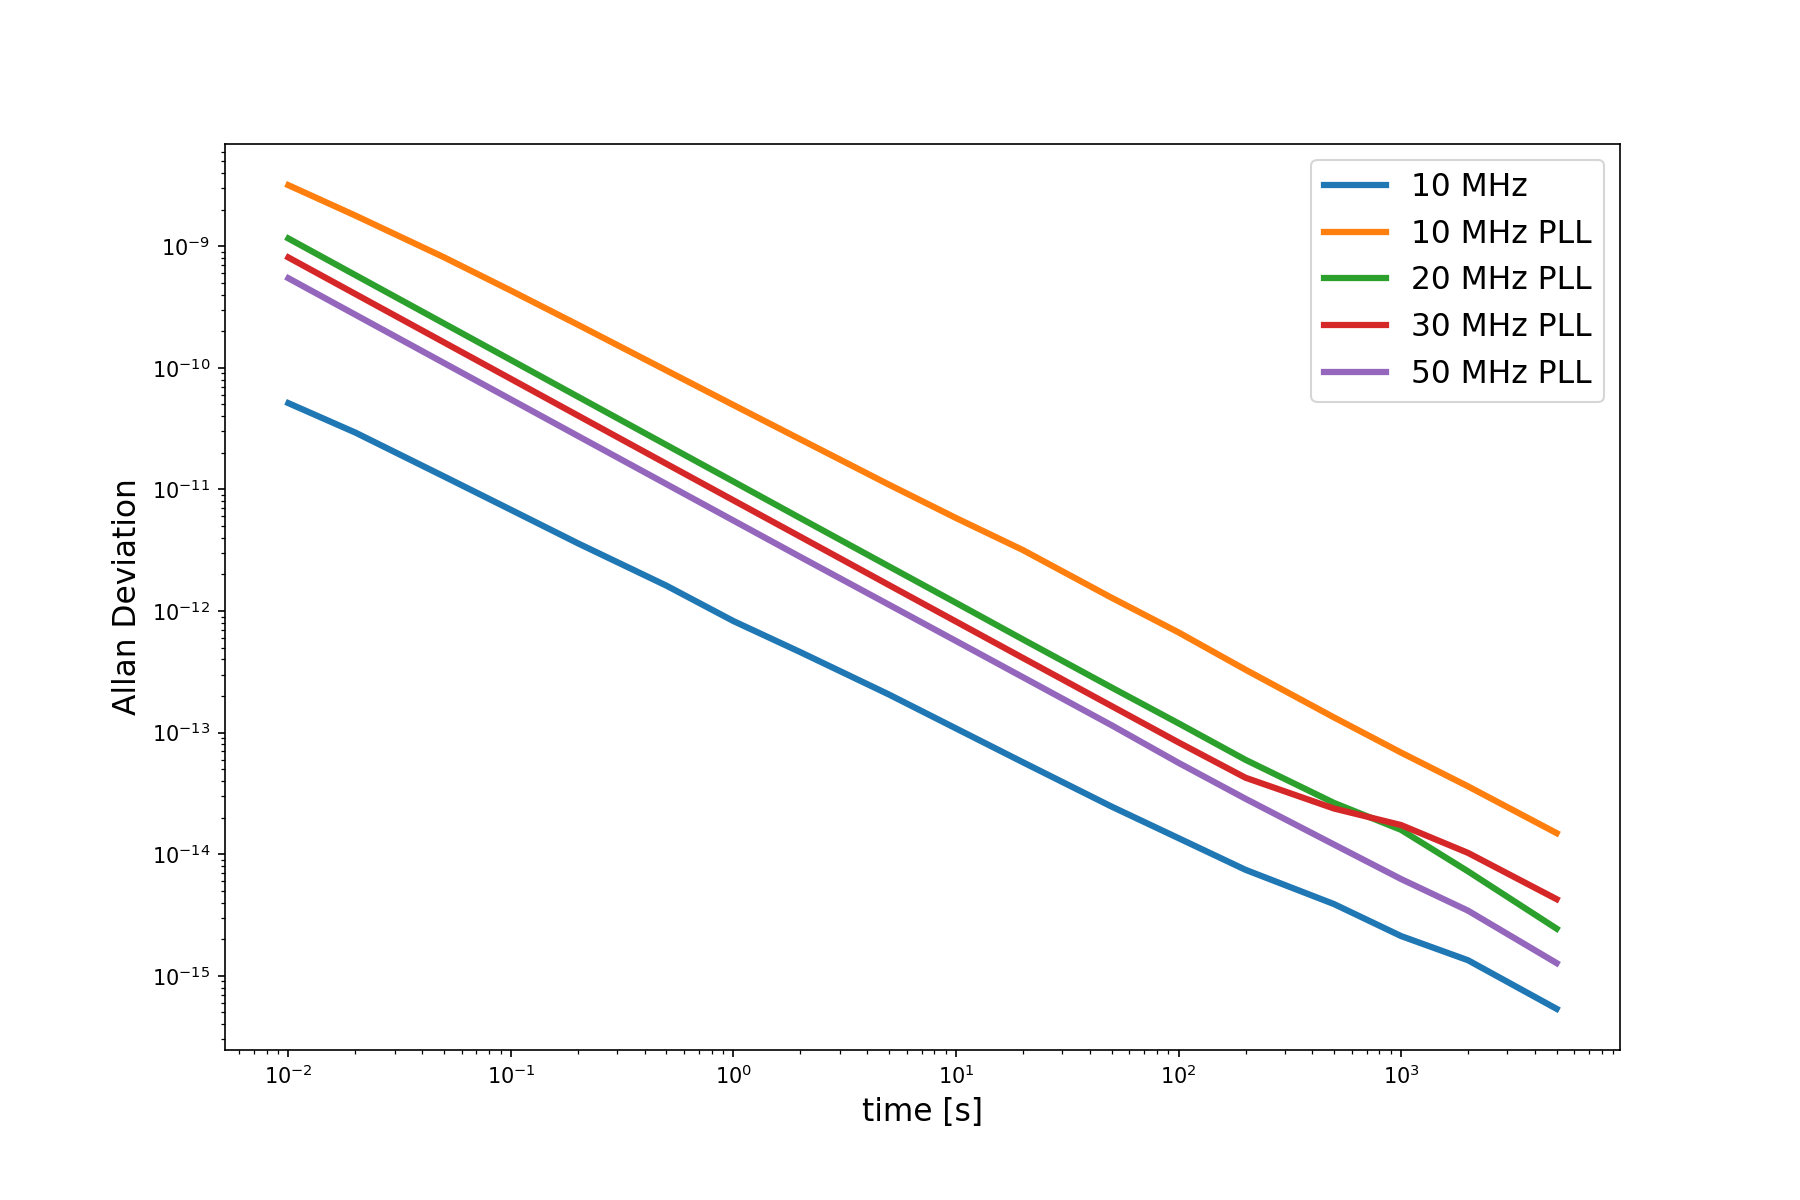 10 MHz
10 MHz PLL
20 MHz PLL
30 MHz PLL
50 MHz PLL
10⁻⁹
10⁻¹⁰
10⁻¹¹
10⁻¹²
10⁻¹³
10⁻¹⁴
10⁻¹⁵
Allan Deviation
10⁻² 10⁻¹ 10⁰ 10¹ 10² 10³
time [s]